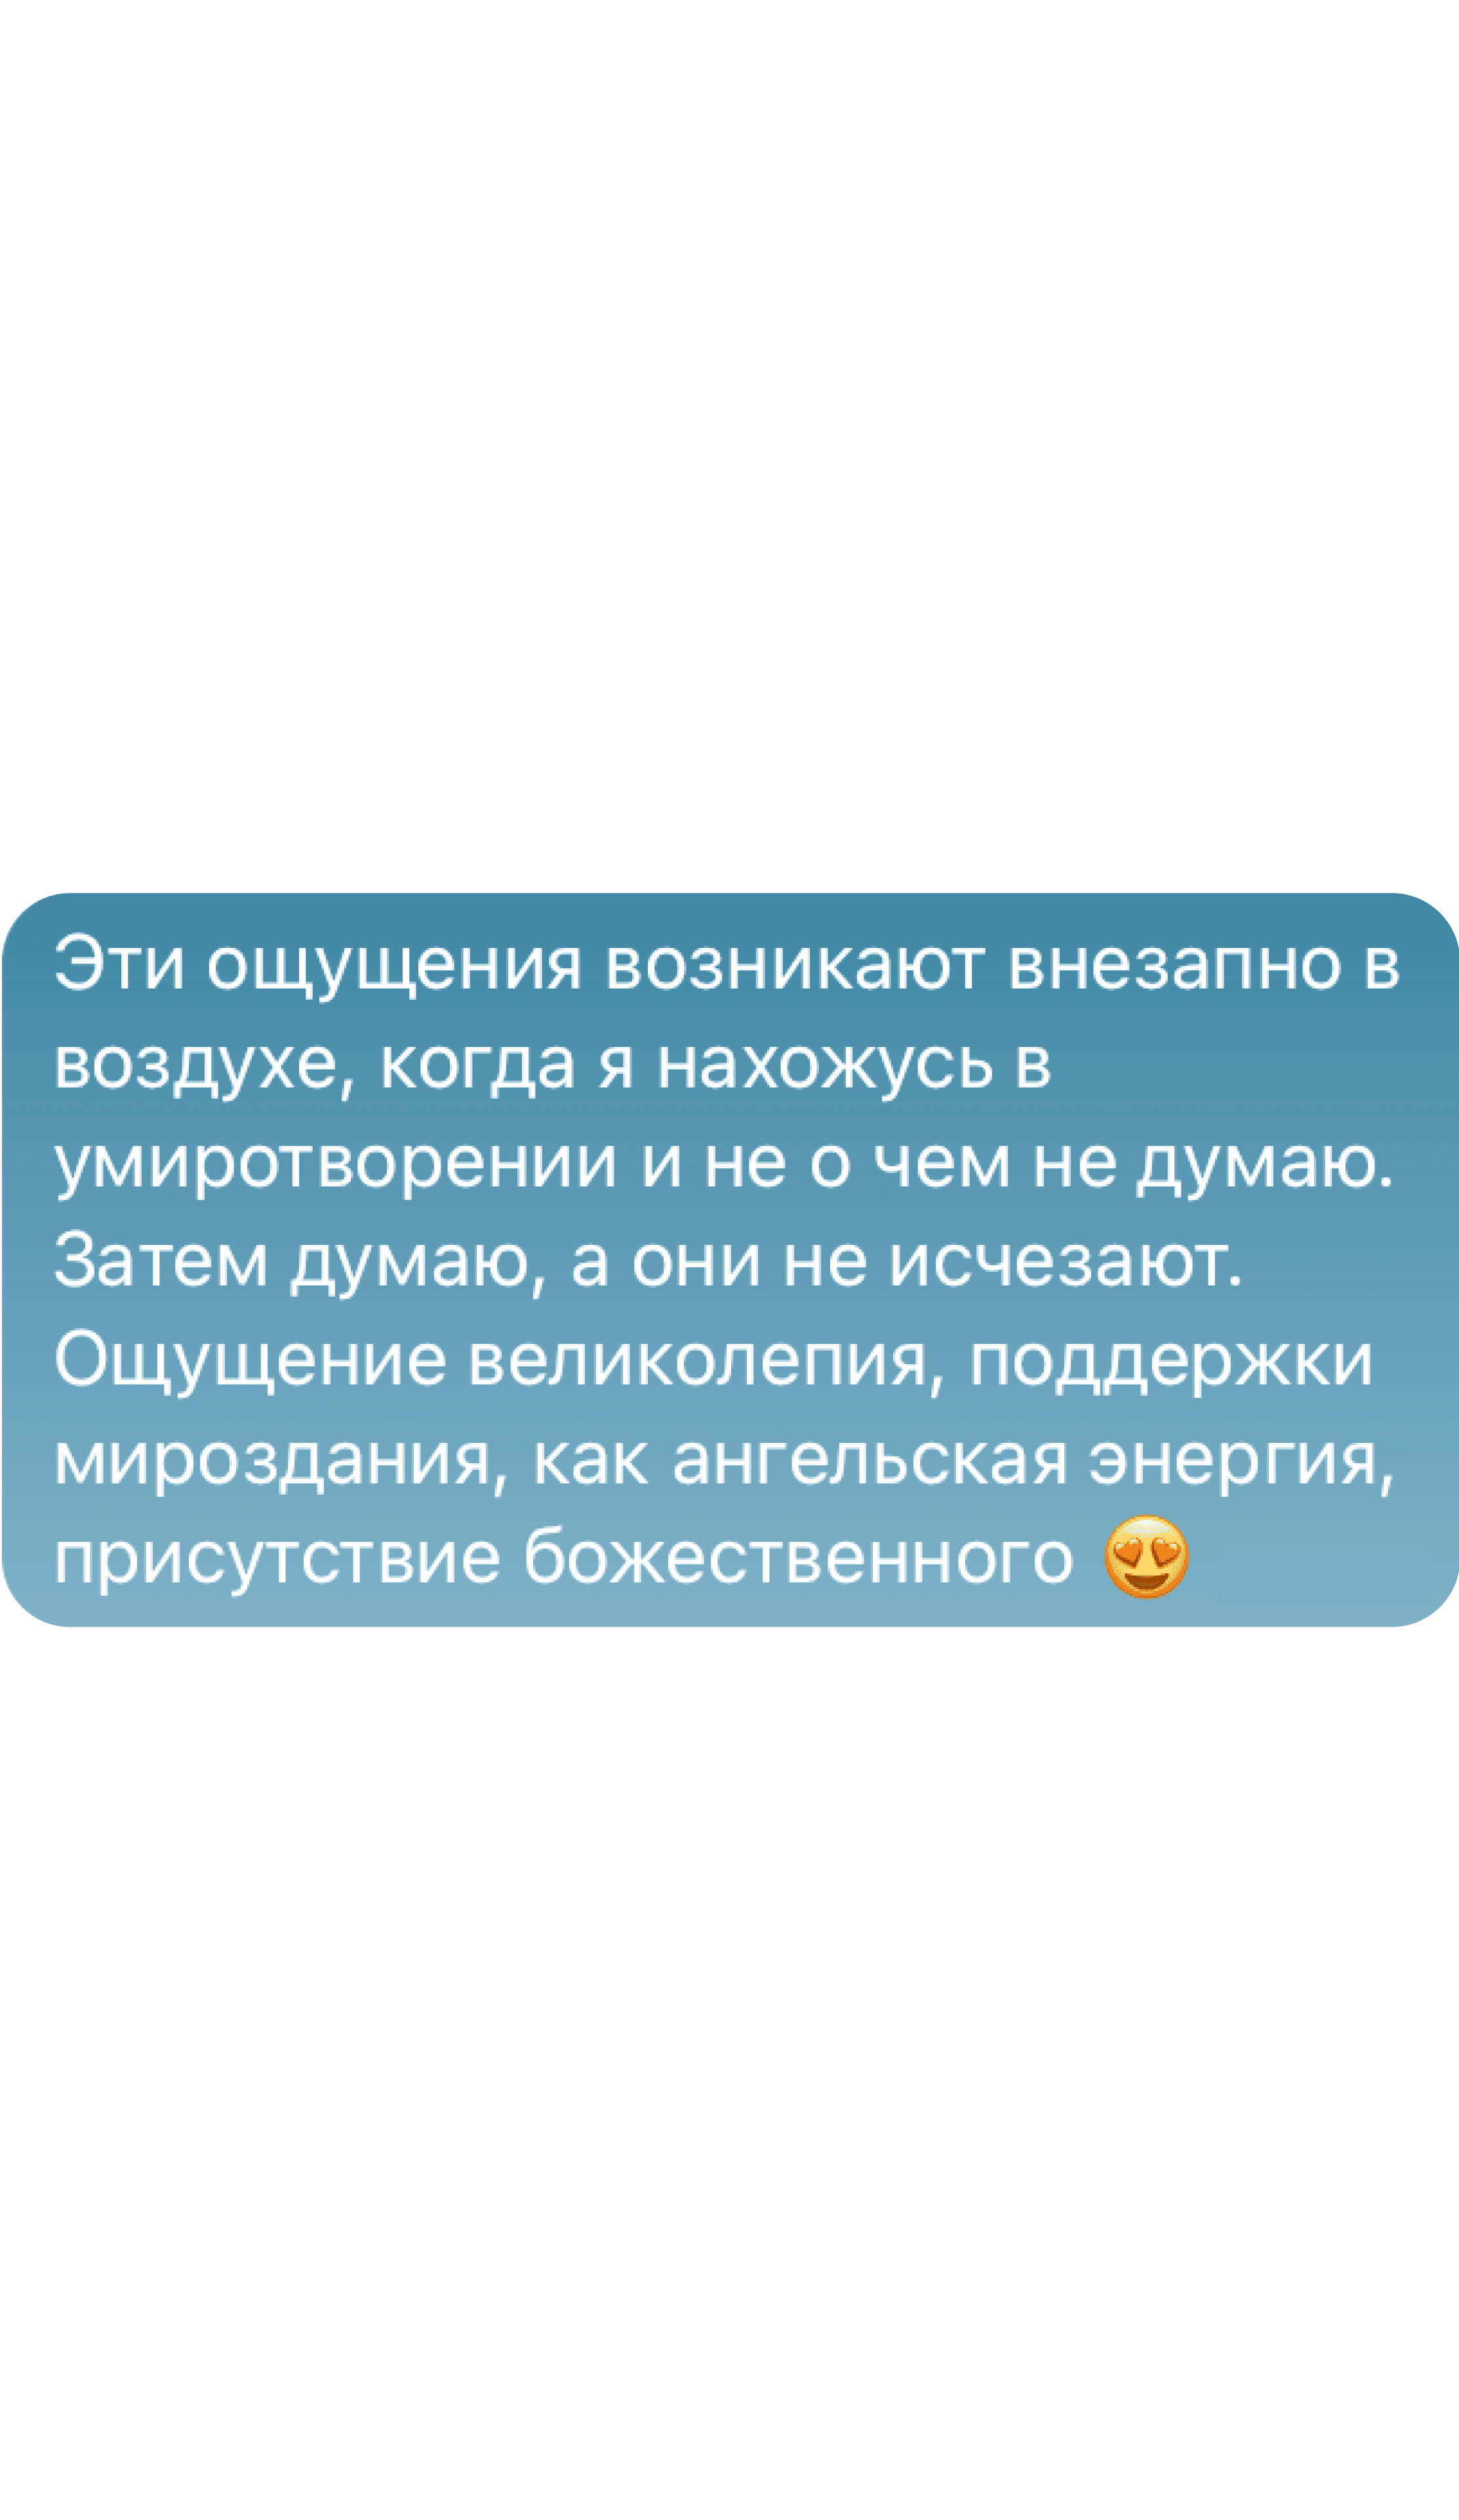 Эти ощущения возникают внезапно в
воздухе, когда я нахожусь в
умиротворении и не о чем не думаю.
Затем думаю, а они не исчезают.
Ощущение великолепия, поддержки
мироздания, как ангельская энергия,
присутствие божественного 😍